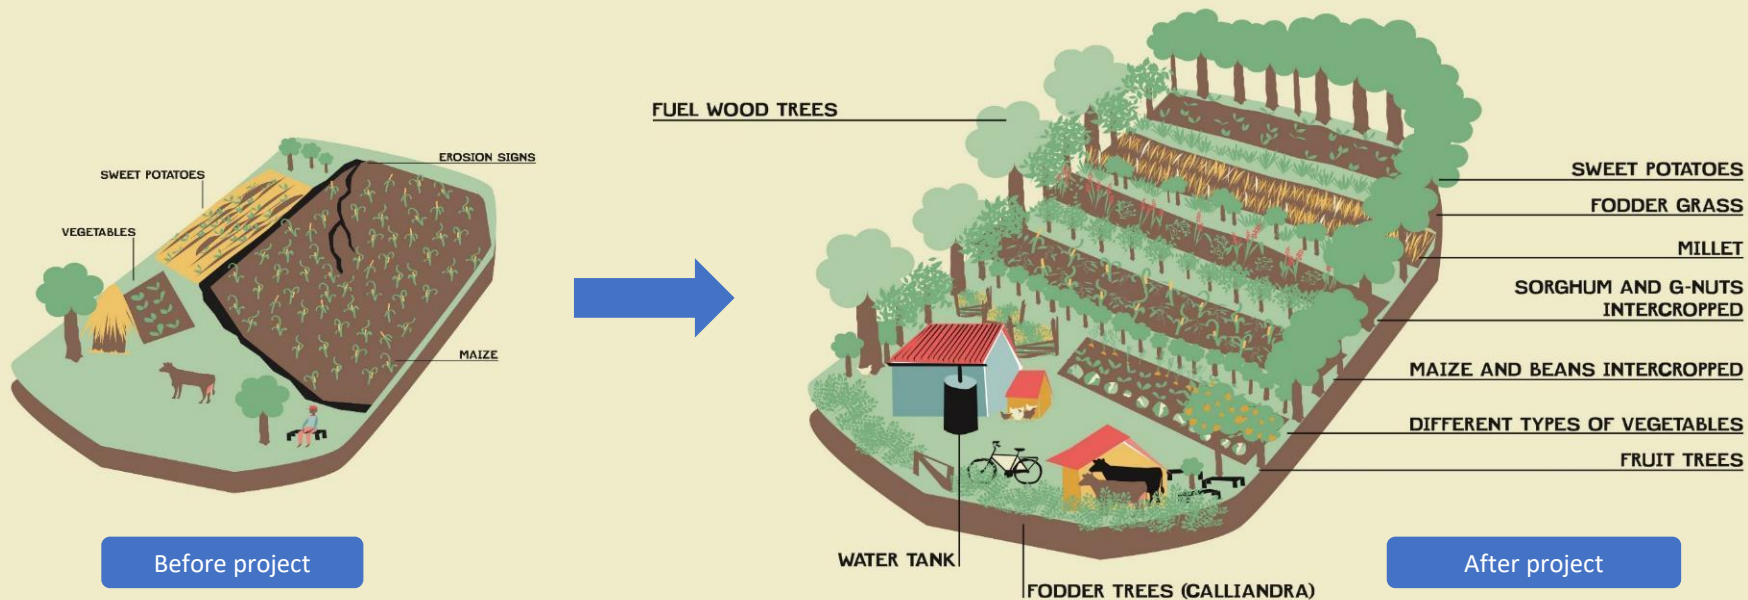 EROSION SIGNS
SWEET POTATOES
VEGETABLES
MAIZE
Before project
FUEL WOOD TREES
SWEET POTATOES
FODDER GRASS
MILLET
SORGHUM AND G-NUTS
INTERCROPPED
MAIZE AND BEANS INTERCROPPED
DIFFERENT TYPES OF VEGETABLES
FRUIT TREES
WATER TANK
FODDER TREES (CALLIANDRA)
After project